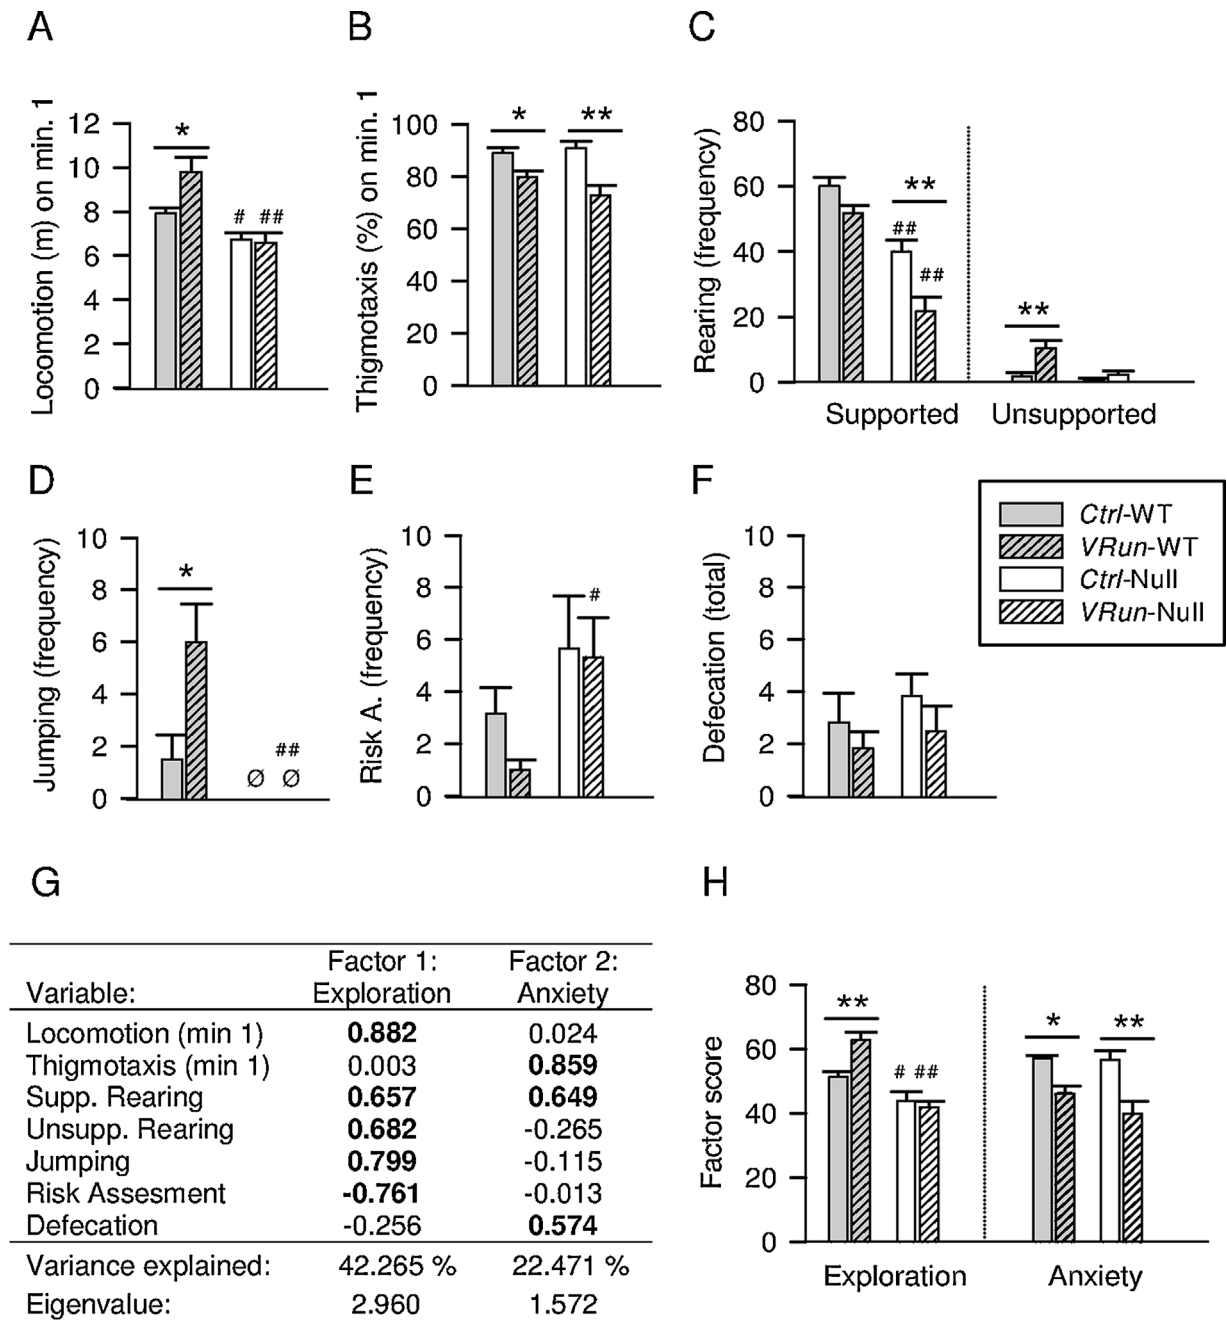 A
Locomotion (m) on min. 1
12
10
8
6
4
2
0
*
# ##
B
Thigmotaxis (%) on min. 1
100
80
60
40
20
0
* **
C
Rearing (frequency)
80
60
40
20
0
**
##
##
**
Supported Unsupported
D
Jumping (frequency)
10
8
6
4
2
0
*
##
Ø Ø
E
Risk A. (frequency)
10
8
6
4
2
0
#
F
Defecation (total)
10
8
6
4
2
0
Ctrl-WT
VRun-WT
Ctrl-Null
VRun-Null
G
Factor 1: Factor 2:
Variable: Exploration Anxiety
Locomotion (min 1) 0.882 0.024
Thigmotaxis (min 1) 0.003 0.859
Supp. Rearing 0.657 0.649
Unsupp. Rearing 0.682 -0.265
Jumping 0.799 -0.115
Risk Assesment -0.761 -0.013
Defecation -0.256 0.574
Variance explained: 42.265 % 22.471 %
Eigenvalue: 2.960 1.572
H
Factor score
80
60
40
20
0
**
# ##
* **
Exploration Anxiety